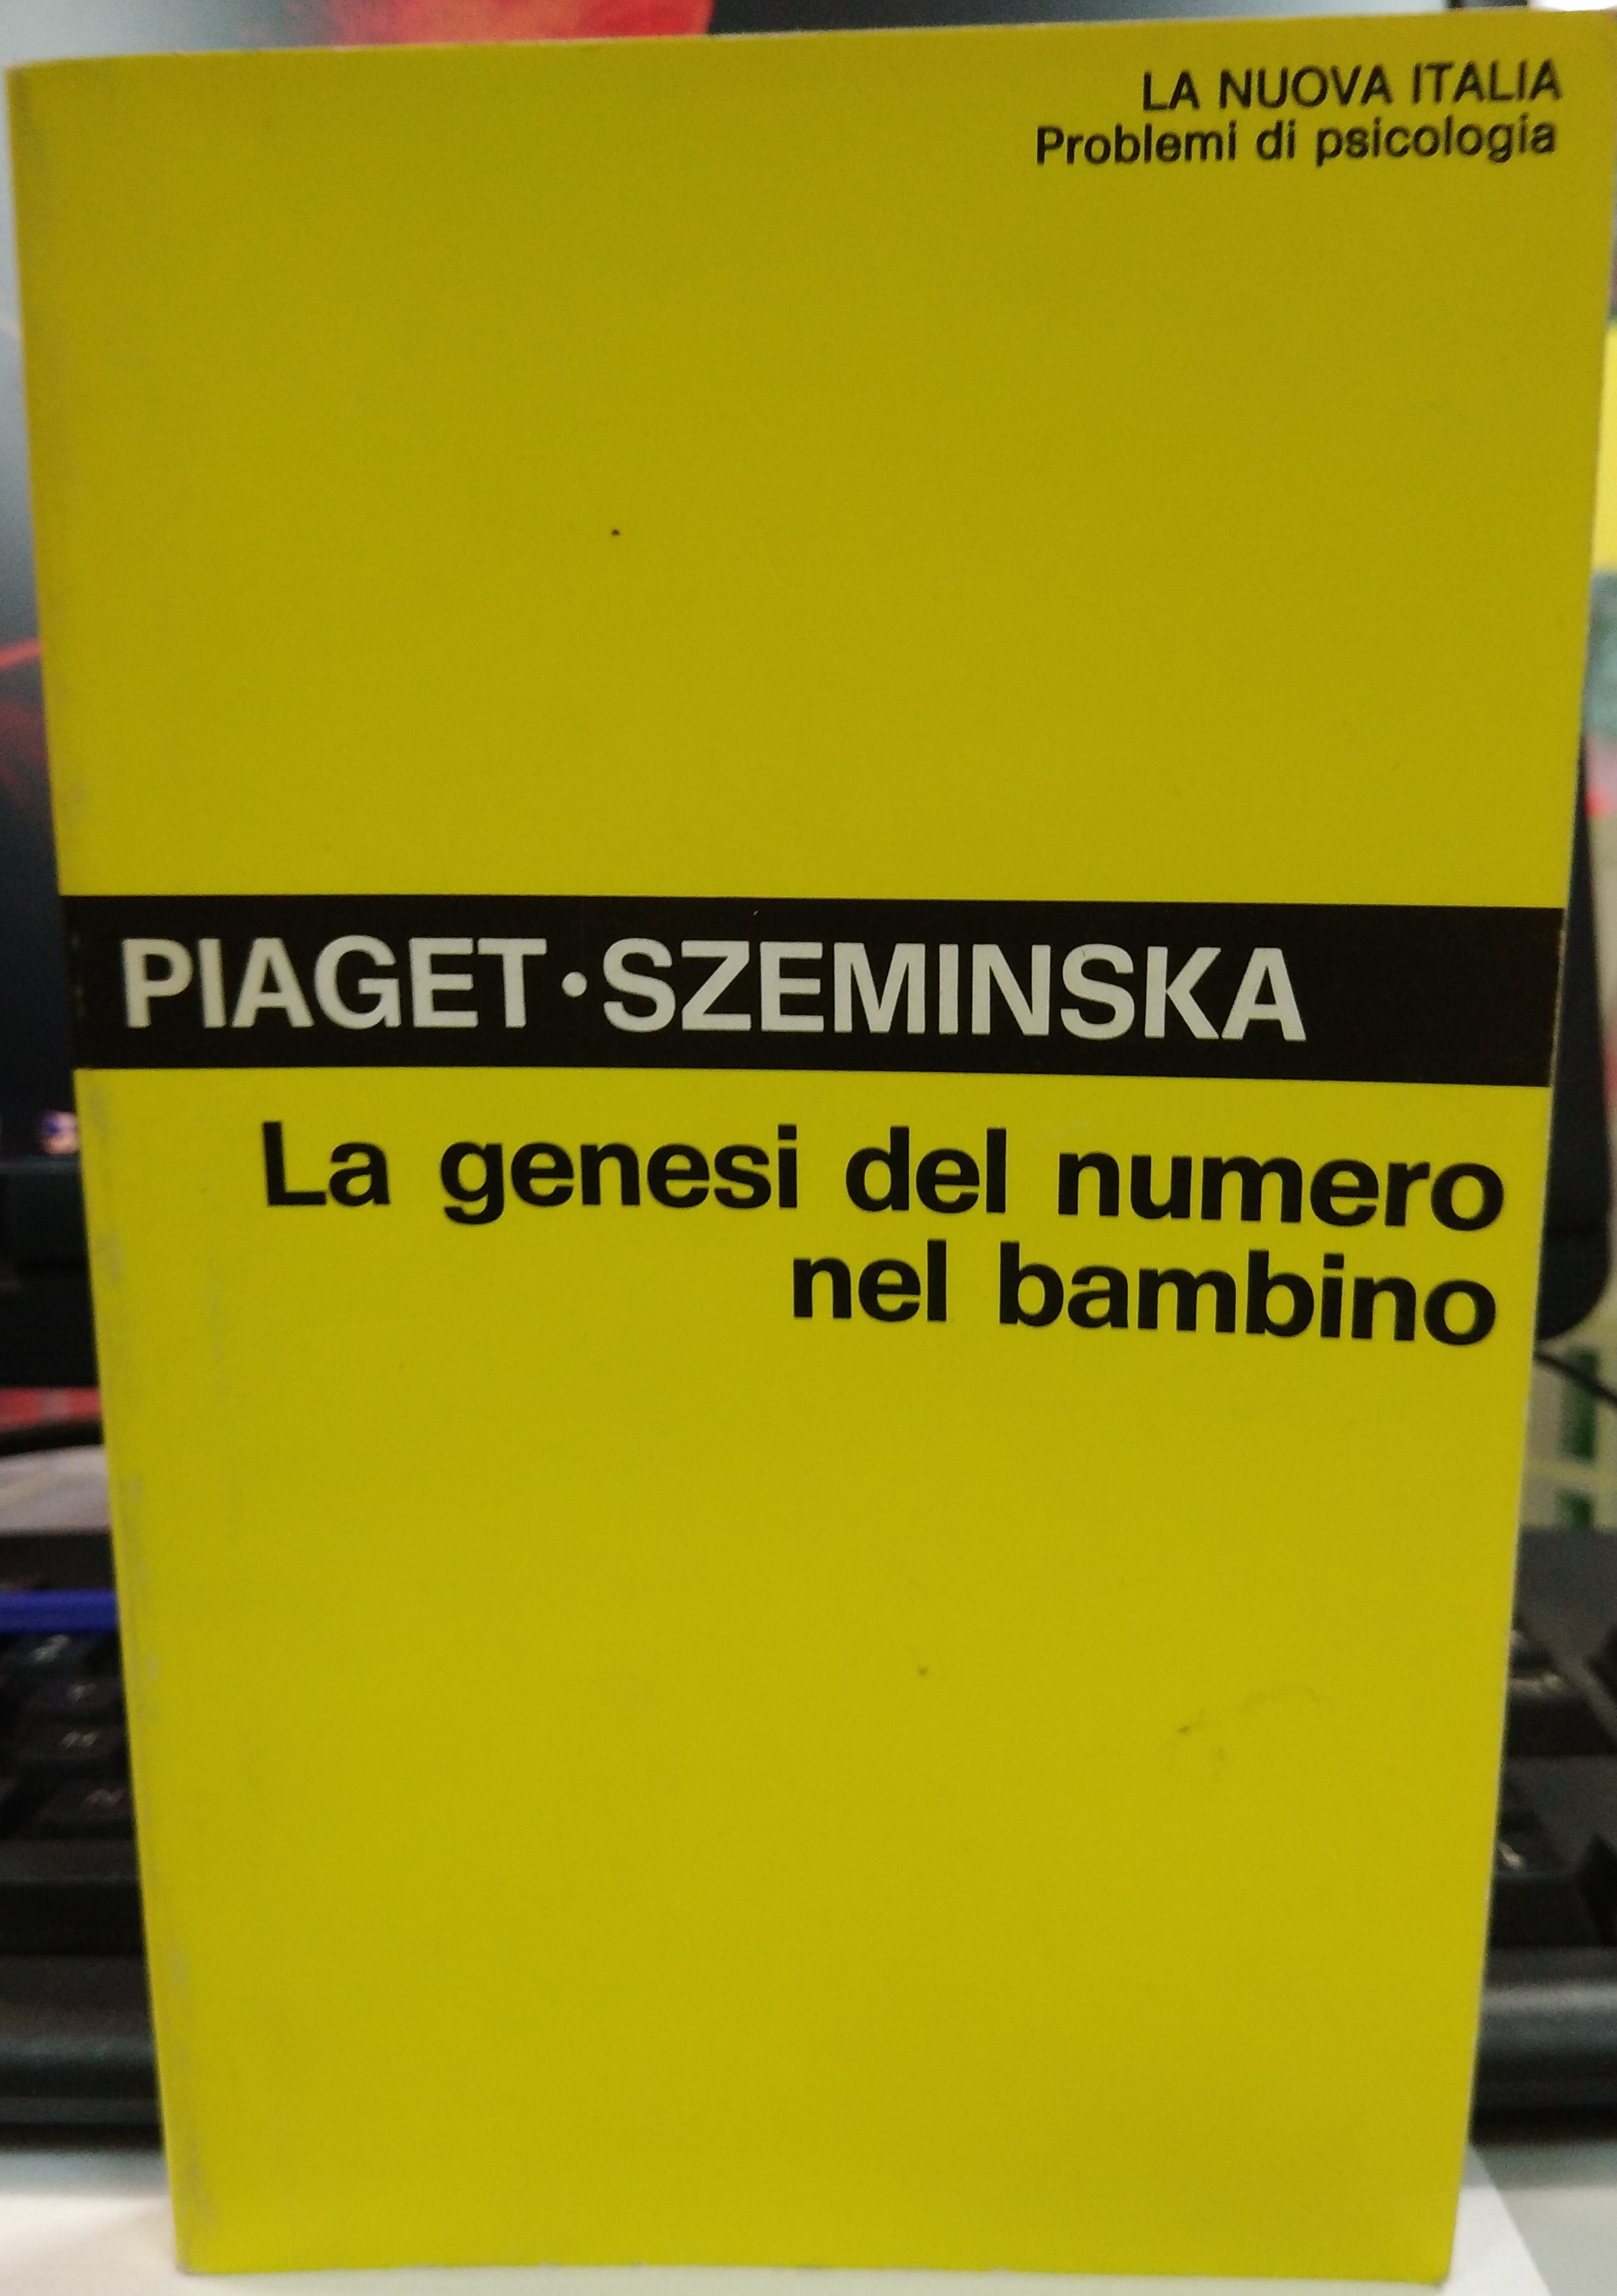 LA NUOVA ITALIA
Problemi di psicologia
PIAGET•SZEMINSKA
La genesi del numero
nel bambino